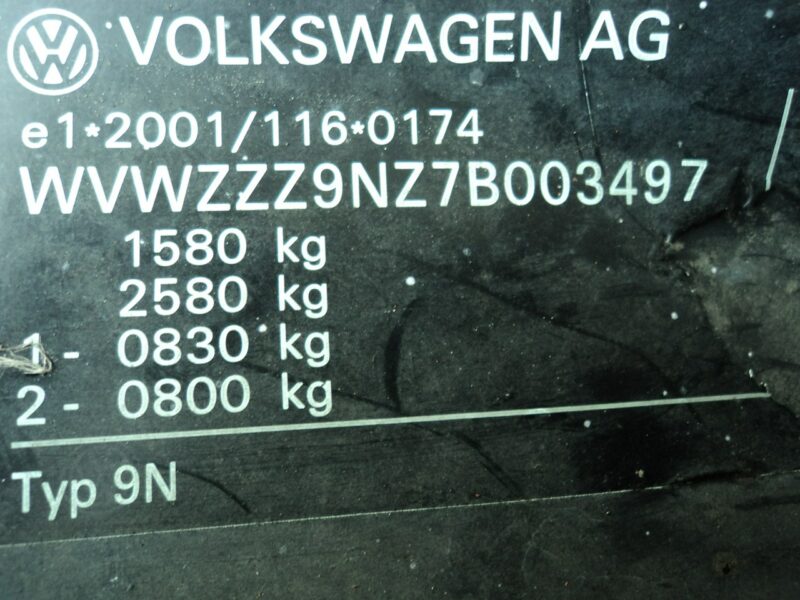 VOLKSWAGEN AG
e1*2001/116*0174
WVWZZZ9NZ7B003497
1580 kg
2580 kg
1 - 0830 kg
2 - 0800 kg
Typ 9N